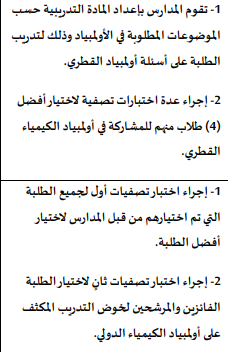 1- تقوم المدارس بإعداد المادة التدريبية حسب
الموضوعات المطلوبة في الأولمبياد وذلك لتدريب
الطلبة على أسئلة أولمبياد القطري.
2- إجراء عدة اختبارات تصفية لاختيار أفضل
(4) طلاب منهم للمشاركة في أولمبياد الكيمياء
القطري.
1- إجراء اختبار تصفيات أول لجميع الطلبة
التي تم اختيارهم من قبل المدارس لاختيار
أفضل الطلبة.
2- إجراء اختبار تصفيات ثانٍ لاختيار الطلبة
الفائزين والمرشحين لخوض التدريب المكثف
على أولمبياد الكيمياء الدولي.